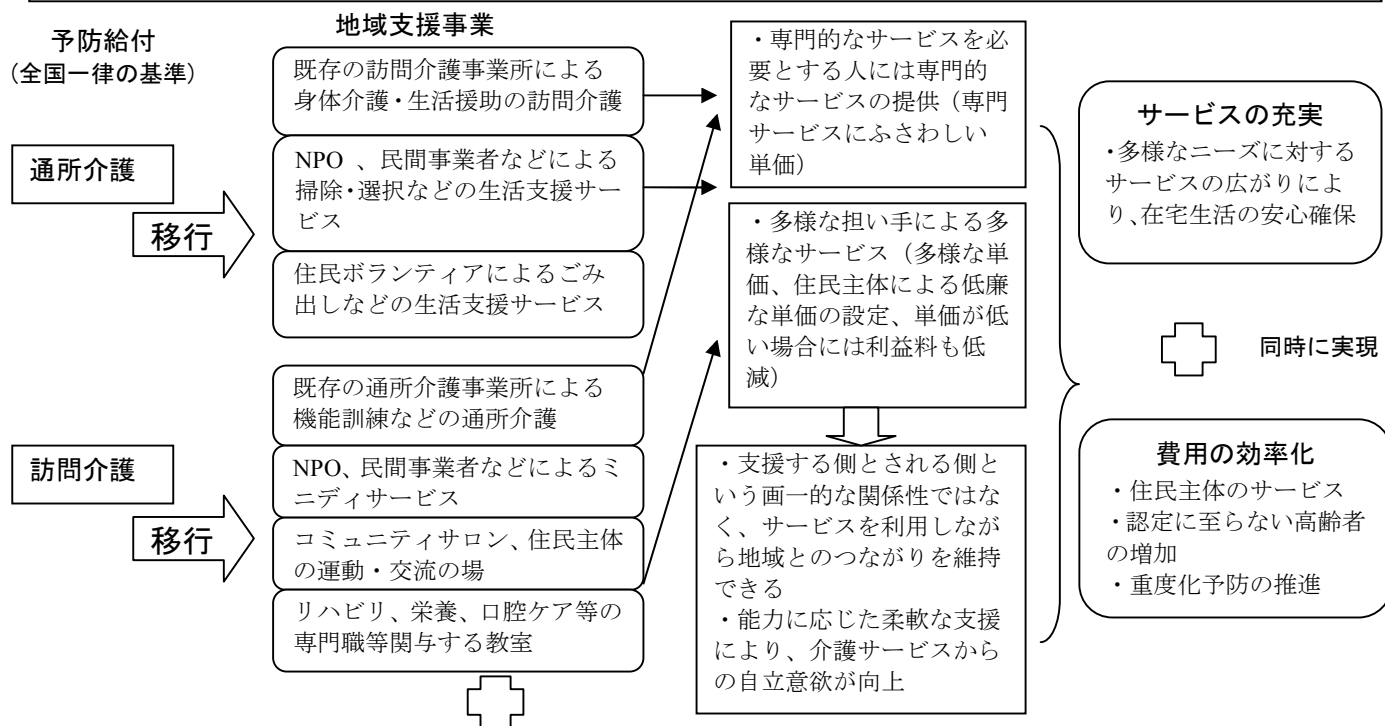 予防給付
(全国一律の基準)
通所介護
移行
訪問介護
移行
地域支援事業
既存の訪問介護事業所による
身体介護・生活援助の訪問介護
NPO 、民間事業者などによる
掃除・選択などの生活支援サー
ビス
住民ボランティアによるごみ
出しなどの生活支援サービス
既存の通所介護事業所による
機能訓練などの通所介護
NPO、民間事業者などによるミ
ニディサービス
コミュニティサロン、住民主体
の運動・交流の場
リハビリ、栄養、口腔ケア等の
専門職等関与する教室
・専門的なサービスを必
要とする人には専門的
なサービスの提供（専門
サービスにふさわしい
単価）
・多様な担い手による多
様なサービス（多様な単
価、住民主体による低廉
な単価の設定、単価が低
い場合には利益料も低
減）
・支援する側とされる側と
いう画一的な関係性ではな
く、サービスを利用しなが
ら地域とのつながりを維持
できる
・能力に応じた柔軟な支援
により、介護サービスから
の自立意欲が向上
サービスの充実
・多様なニーズに対する
サービスの広がりによ
り、在宅生活の安心確保
同時に実現
費用の効率化
・住民主体のサービス
・認定に至らない高齢者
の増加
・重度化予防の推進